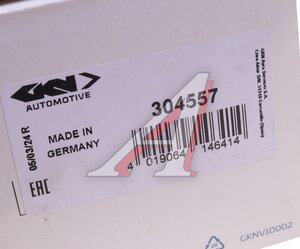 GKN
AUTOMOTIVE
05/03/24 R
304557
MADE IN
GERMANY
4 019064 146414
EAC
GKNV10002